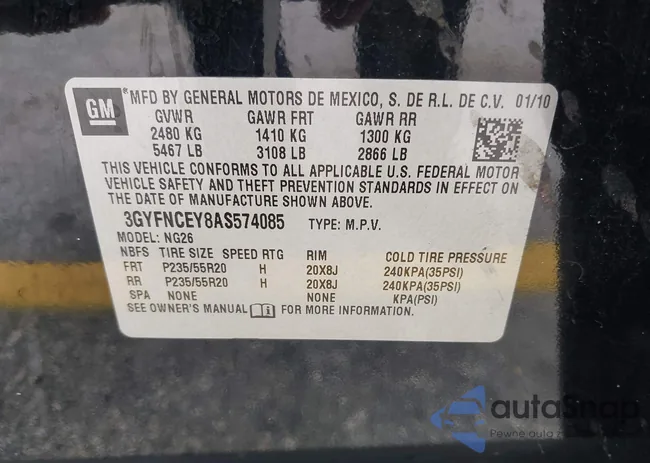 GM
®
MFD BY GENERAL MOTORS DE MEXICO, S. DE R.L. DE C.V. 01/10
GVWR GAWR FRT GAWR RR
2480 KG 1410 KG 1300 KG
5467 LB 3108 LB 2866 LB
THIS VEHICLE CONFORMS TO ALL APPLICABLE U.S. FEDERAL MOTOR
VEHICLE SAFETY AND THEFT PREVENTION STANDARDS IN EFFECT ON
THE DATE OF MANUFACTURE SHOWN ABOVE.
3GYFNCEY8AS574085 TYPE: M.P.V.
MODEL: NG26
NBFS TIRE SIZE SPEED RTG RIM COLD TIRE PRESSURE
FRT P235/55R20 H 20X8J 240KPA(35PSI)
RR P235/55R20 H 20X8J 240KPA(35PSI)
SPA NONE NONE KPA(PSI)
SEE OWNER'S MANUAL FOR MORE INFORMATION.
autoSnap
Pewne auto z